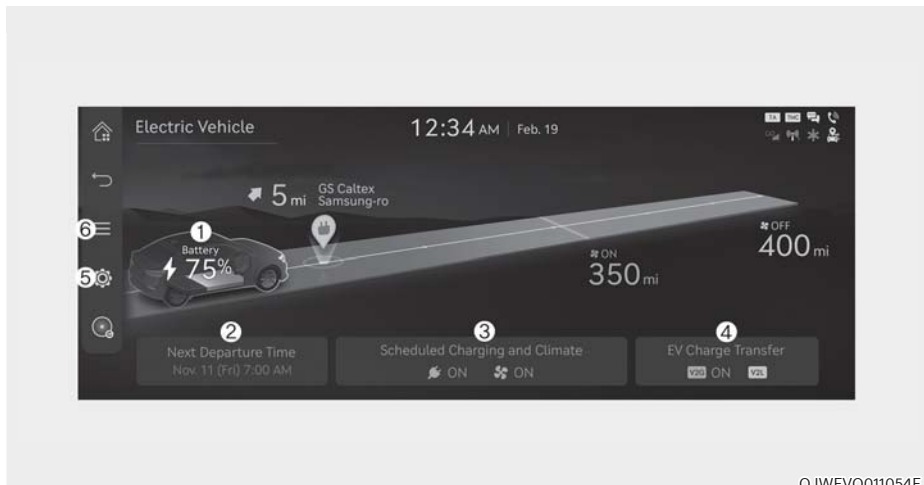 Electric Vehicle
12:34 AM | Feb. 19
TA
TMC
5 mi
GS Caltex
Samsung-ro
6
1
Battery
75%
OFF
400 mi
ON
350 mi
5
2
Next Departure Time
Nov. 11 (Fri) 7:00 AM
3
Scheduled Charging and Climate
ON ON
4
EV Charge Transfer
V2G ON V2L